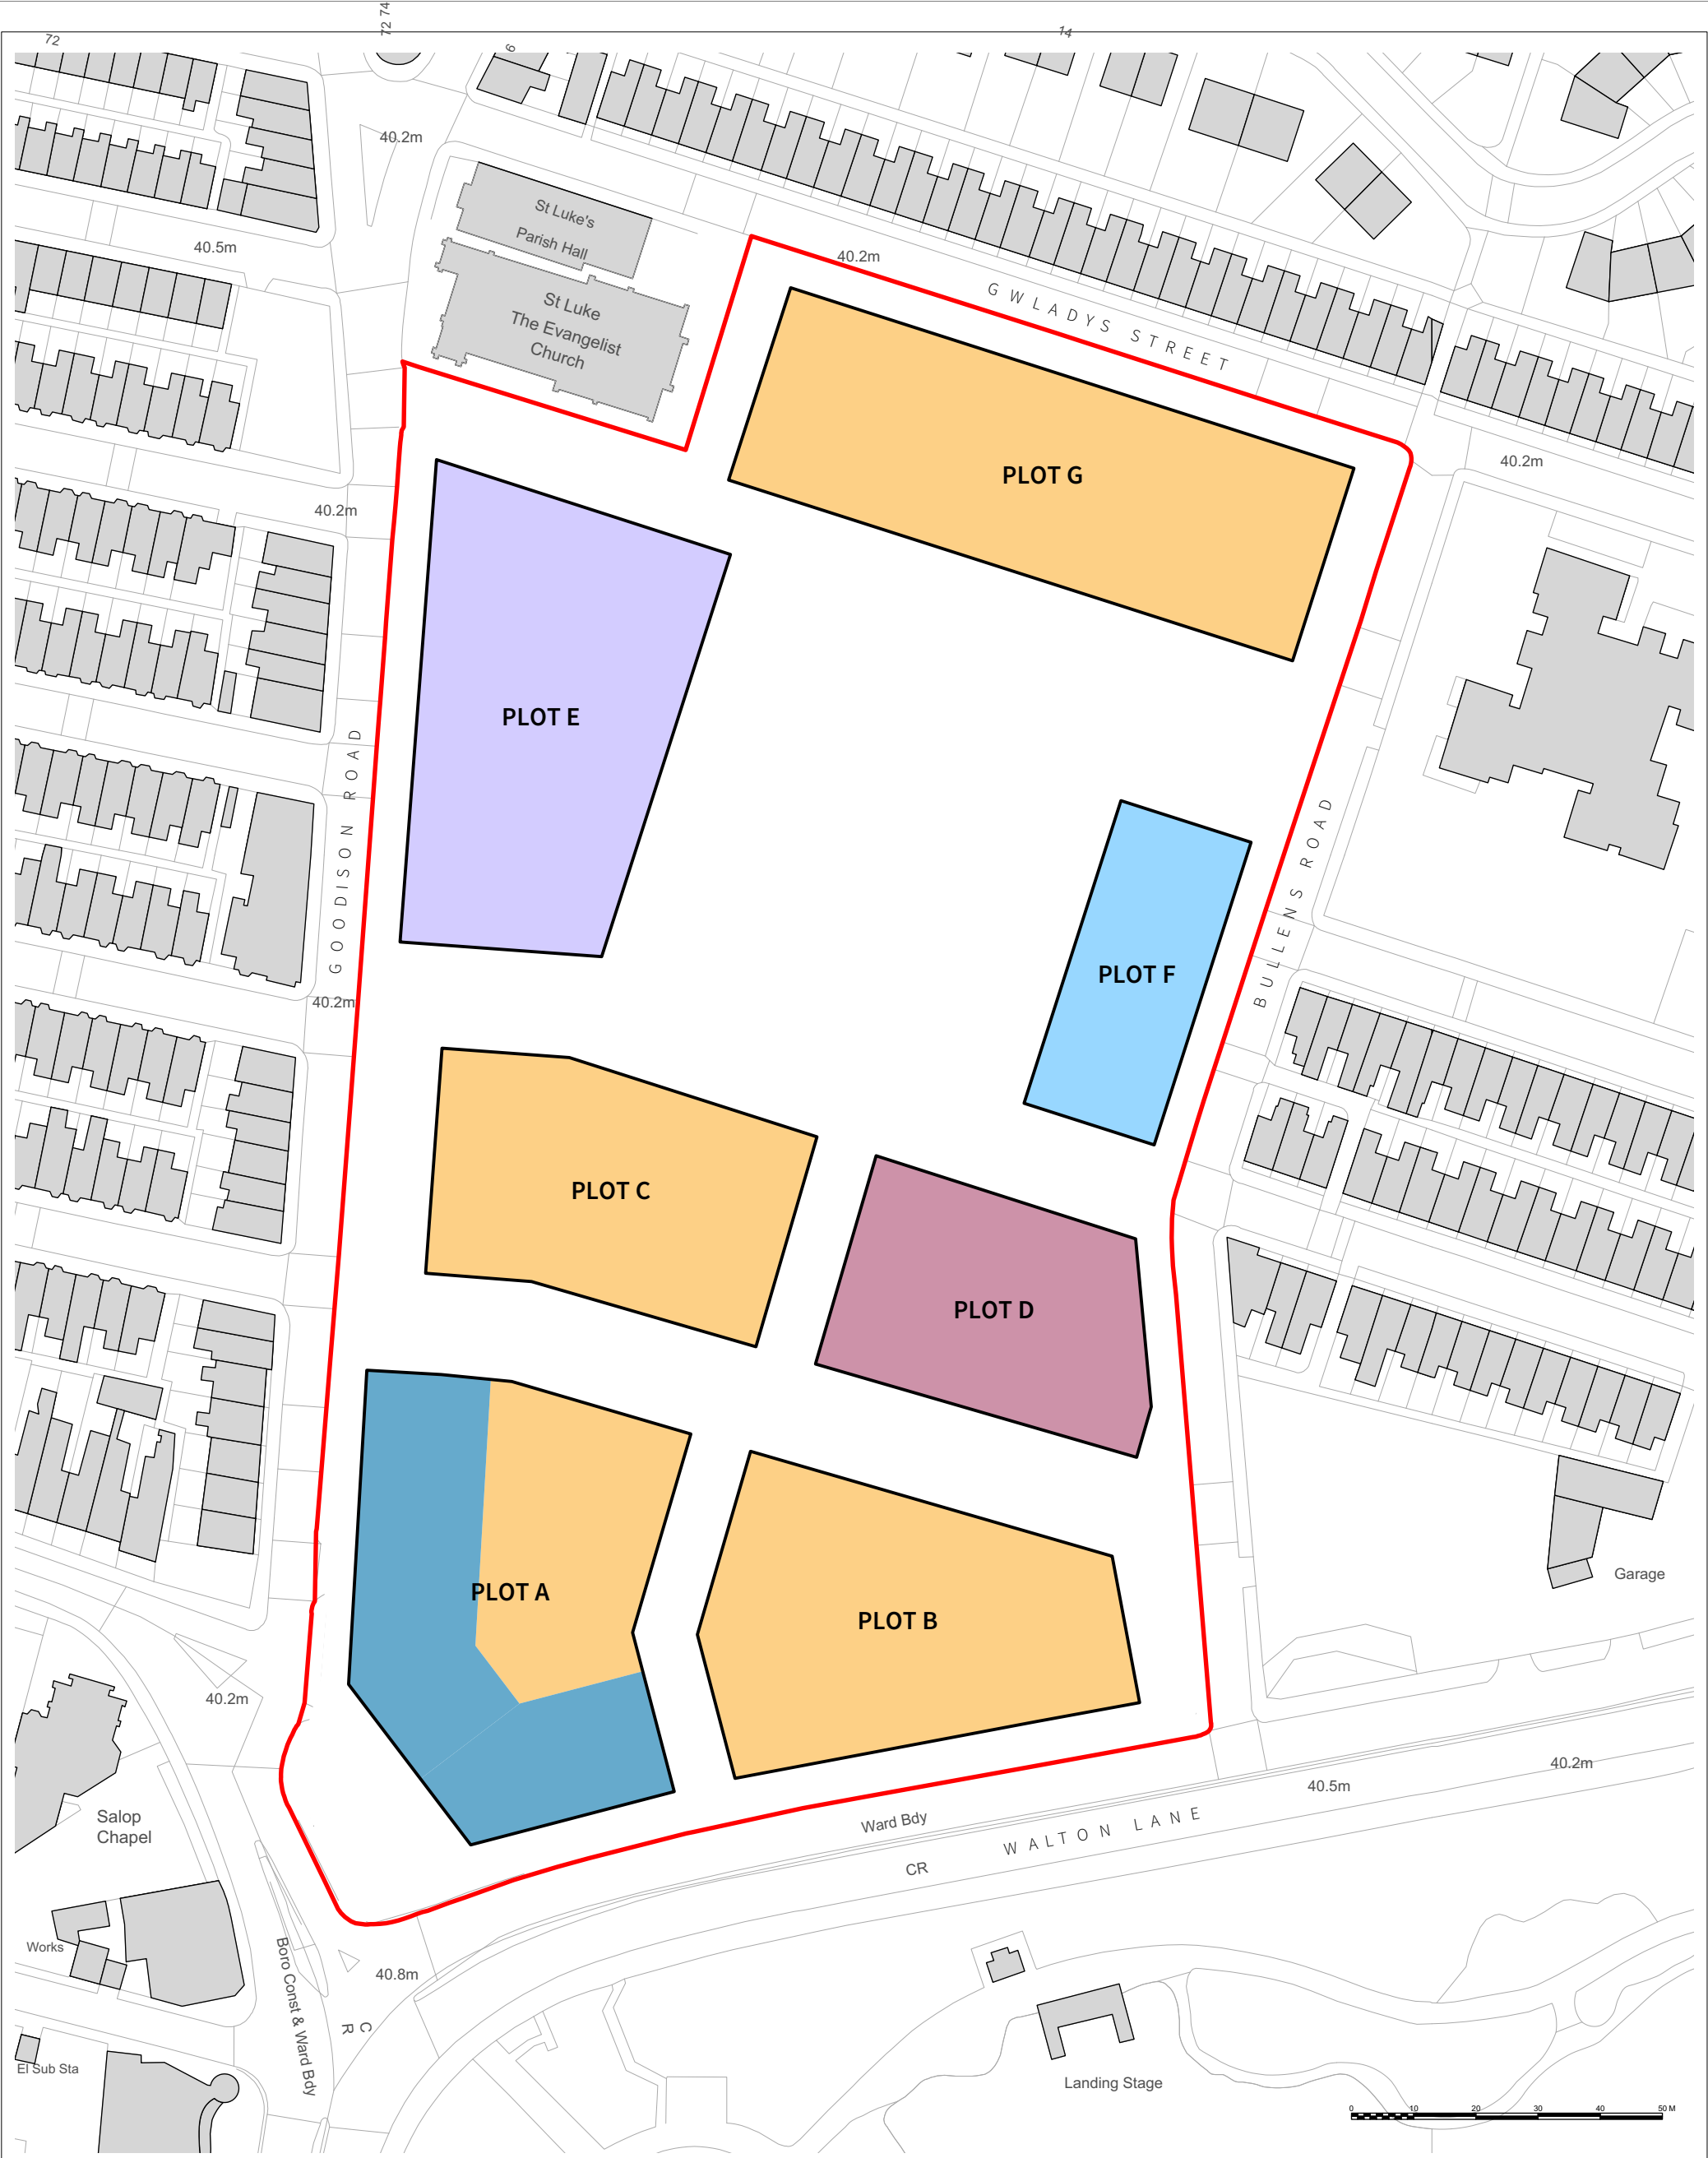 72
72 74
6
14
40.2m
St Luke's
Parish Hall
40.5m
40.2m
GWLADYS STREET
St Luke
The Evangelist
Church
PLOT G
40.2m
40.2m
PLOT E
GOODISON ROAD
BULLENS ROAD
PLOT F
40.2m
PLOT C
PLOT D
PLOT A
PLOT B
Garage
40.2m
40.2m
40.5m
Salop
Chapel
Ward Bdy
WALTON LANE
CR
Works
Boro Const & Ward Bdy
40.8m
C
R
El Sub Sta
Landing Stage
0 10 20 30 40 50 M